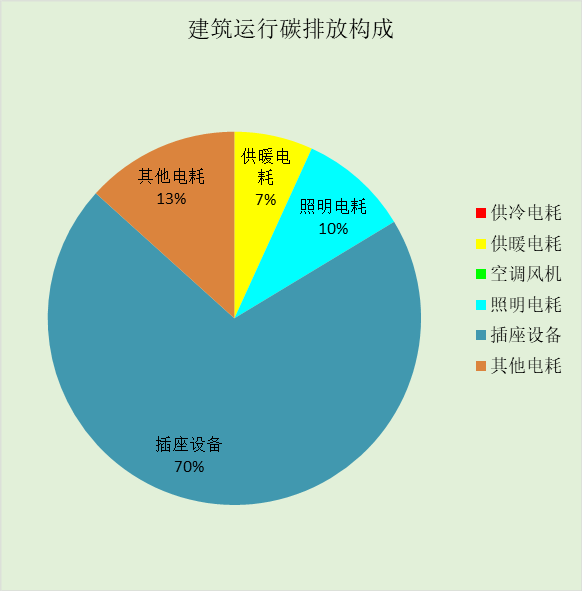 建筑运行碳排放构成
供暖电
耗
7%
其他电耗
13%
照明电耗
10%
插座设备
70%
供冷电耗
供暖电耗
空调风机
照明电耗
插座设备
其他电耗